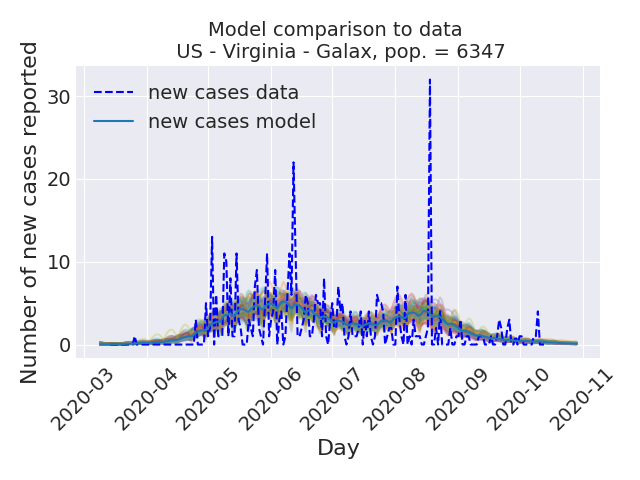 Model comparison to data
US - Virginia - Galax, pop. = 6347
Number of new cases reported
30
20
10
0
new cases data
new cases model
2020-03
2020-04
2020-05
2020-06
2020-07
2020-08
2020-09
2020-10
2020-11
Day